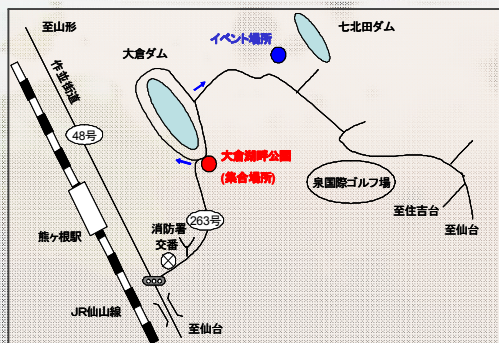 至山形
七北田ダム
イベント場所
大倉ダム
作並街道
48号
大倉湖畔公園
(集合場所)
泉国際ゴルフ場
263号
至住吉台
消防署
交番
至仙台
熊ヶ根駅
JR仙山線
至仙台